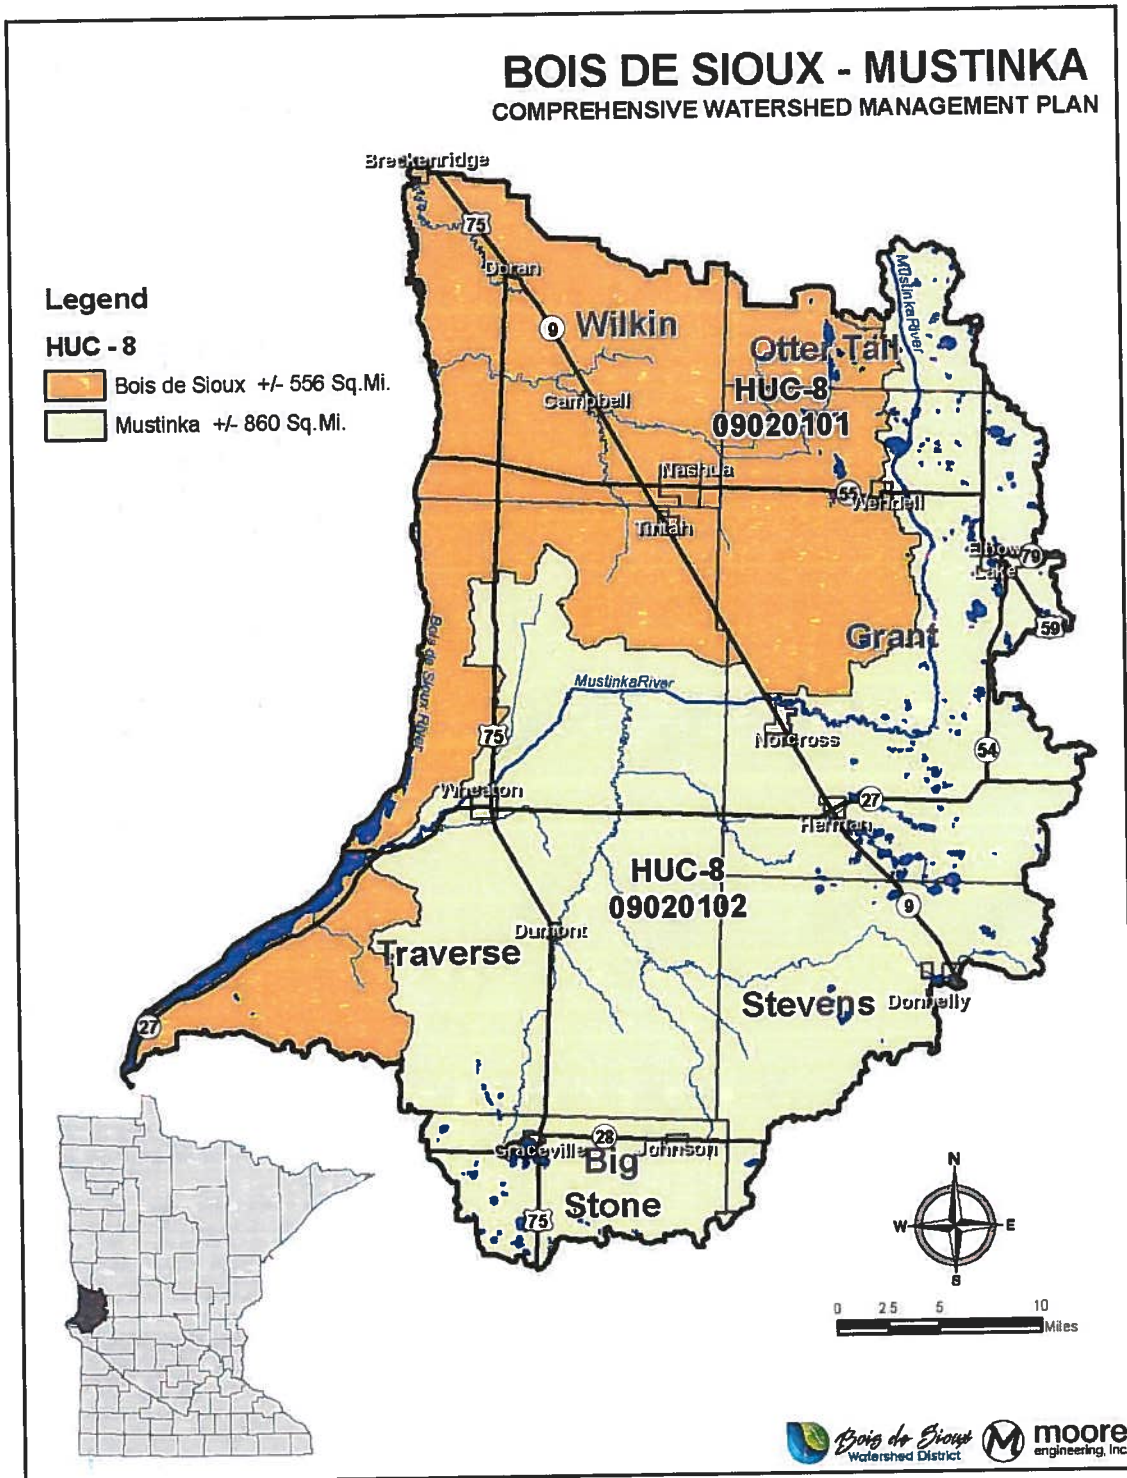 BOIS DE SIOUX - MUSTINKA
COMPREHENSIVE WATERSHED MANAGEMENT PLAN
Breckenridge
75
Doran
Mustinka River
Legend
HUC - 8
Bois de Sioux +/- 556 Sq.Mi.
Mustinka +/- 860 Sq.Mi.
9
Wilkin
Otter Tail
HUC-8
09020101
Campbell
Nashua
55
Wendell
Tintah
Elbow
Lake
79
59
Grant
Bois de Sioux River
MustinkaRiver
75
Norcross
54
Wheaton
27
Herman
HUC-8
09020102
9
Dumont
Traverse
Stevens
Donnelly
27
Graceville
28
Johnson
Big
Stone
75
N
W
E
S
0 2.5 5 10
Miles
Bois de Sioux
Watershed District
M
moore
engineering, inc